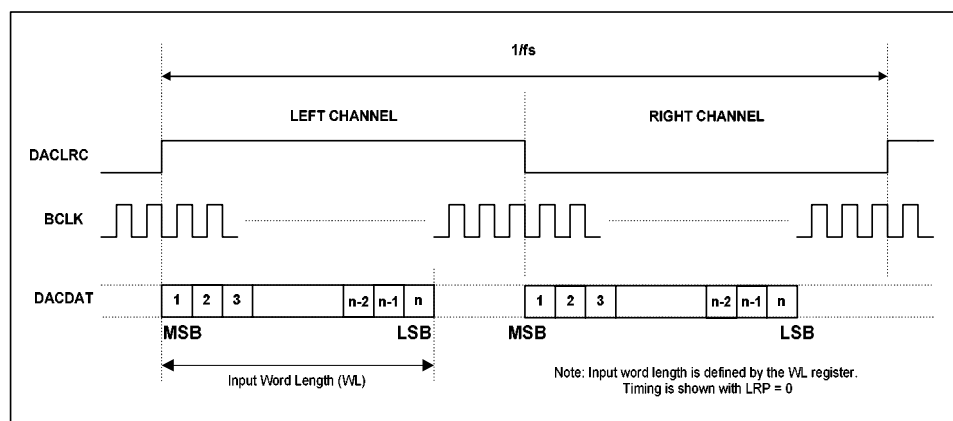 1/fs
LEFT CHANNEL RIGHT CHANNEL
DACLRC
BCLK
DACDAT 1 2 3 n-2 n-1 n 1 2 3 n-2 n-1 n
MSB LSB MSB LSB
Input Word Length (WL)
Note: Input word length is defined by the WL register.
Timing is shown with LRP = 0